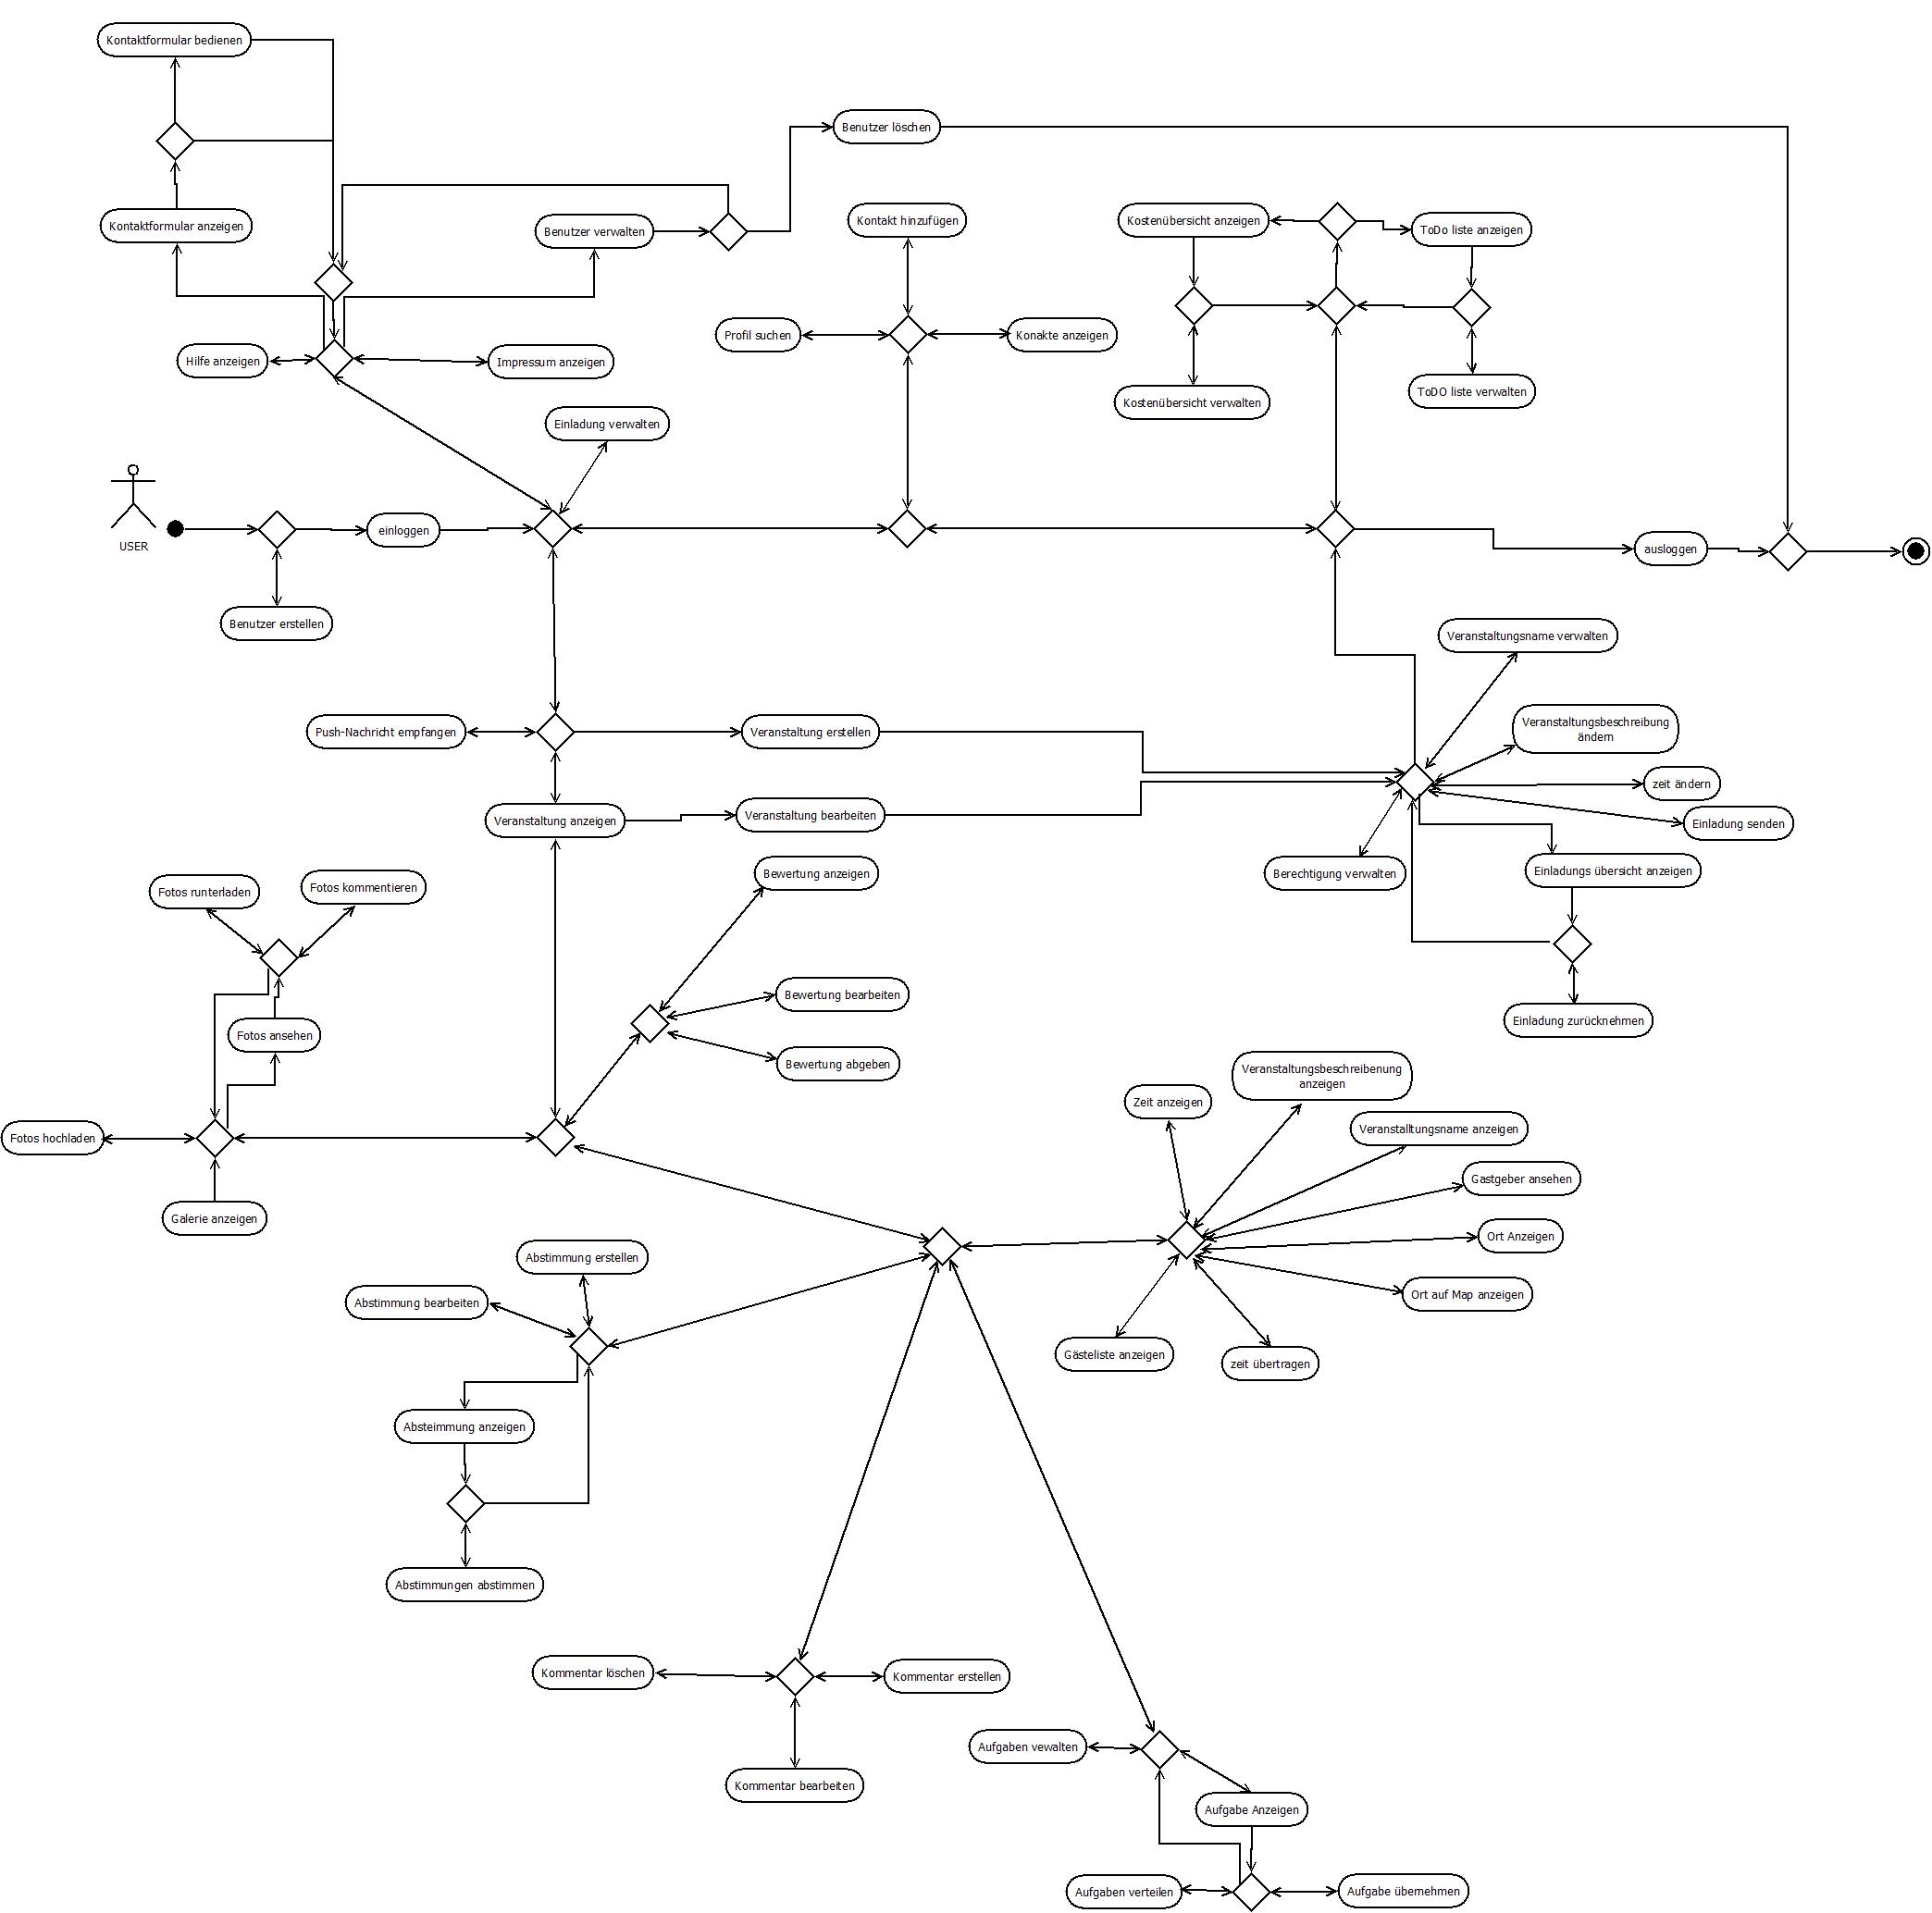 Kontaktformular bedienen
Benutzer löschen
Kontaktformular anzeigen
Benutzer verwalten
Kontakt hinzufügen
Kostenübersicht anzeigen
ToDo liste anzeigen
Profil suchen
Konakte anzeigen
Hilfe anzeigen
Impressum anzeigen
Kostenübersicht verwalten
ToDO liste verwalten
Einladung verwalten
USER
einloggen
ausloggen
Benutzer erstellen
Veranstaltungsname verwalten
Push-Nachricht empfangen
Veranstaltung erstellen
Veranstaltungsbeschreibung
ändern
zeit ändern
Veranstaltung anzeigen
Veranstaltung bearbeiten
Einladung senden
Bewertung anzeigen
Berechtigung verwalten
Einladungs übersicht anzeigen
Fotos runterladen
Fotos kommentieren
Bewertung bearbeiten
Einladung zurücknehmen
Fotos ansehen
Bewertung abgeben
Veranstaltungsbeschreibenung
anzeigen
Zeit anzeigen
Fotos hochladen
Veranstalltungsname anzeigen
Gastgeber ansehen
Galerie anzeigen
Ort Anzeigen
Abstimmung erstellen
Abstimmung bearbeiten
Ort auf Map anzeigen
Gästeliste anzeigen
zeit übertragen
Absteimmung anzeigen
Abstimmungen abstimmen
Kommentar löschen
Kommentar erstellen
Aufgaben vewalten
Kommentar bearbeiten
Aufgabe Anzeigen
Aufgaben verteilen
Aufgabe übernehmen